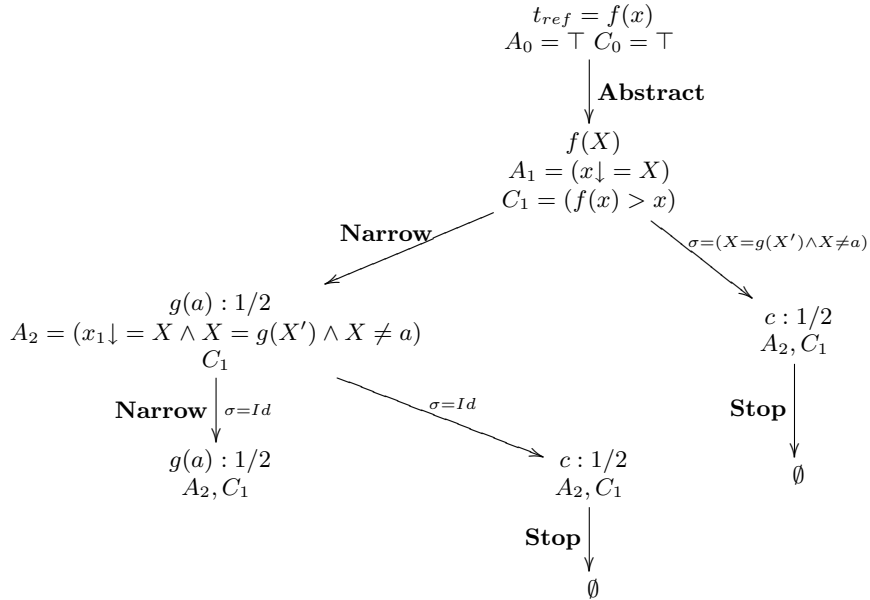 t_{ref} = f(x)
A_0 = ⊤ C_0 = ⊤
Abstract
f(X)
A_1 = (x↓ = X)
C_1 = (f(x) > x)
Narrow
σ=(X=g(X′)∧X≠a)
g(a) : 1/2
A_2 = (x_1↓ = X ∧ X = g(X′) ∧ X ≠ a)
C_1
c : 1/2
A_2, C_1
Narrow σ=Id
σ=Id
Stop
g(a) : 1/2
A_2, C_1
c : 1/2
A_2, C_1
∅
Stop
∅